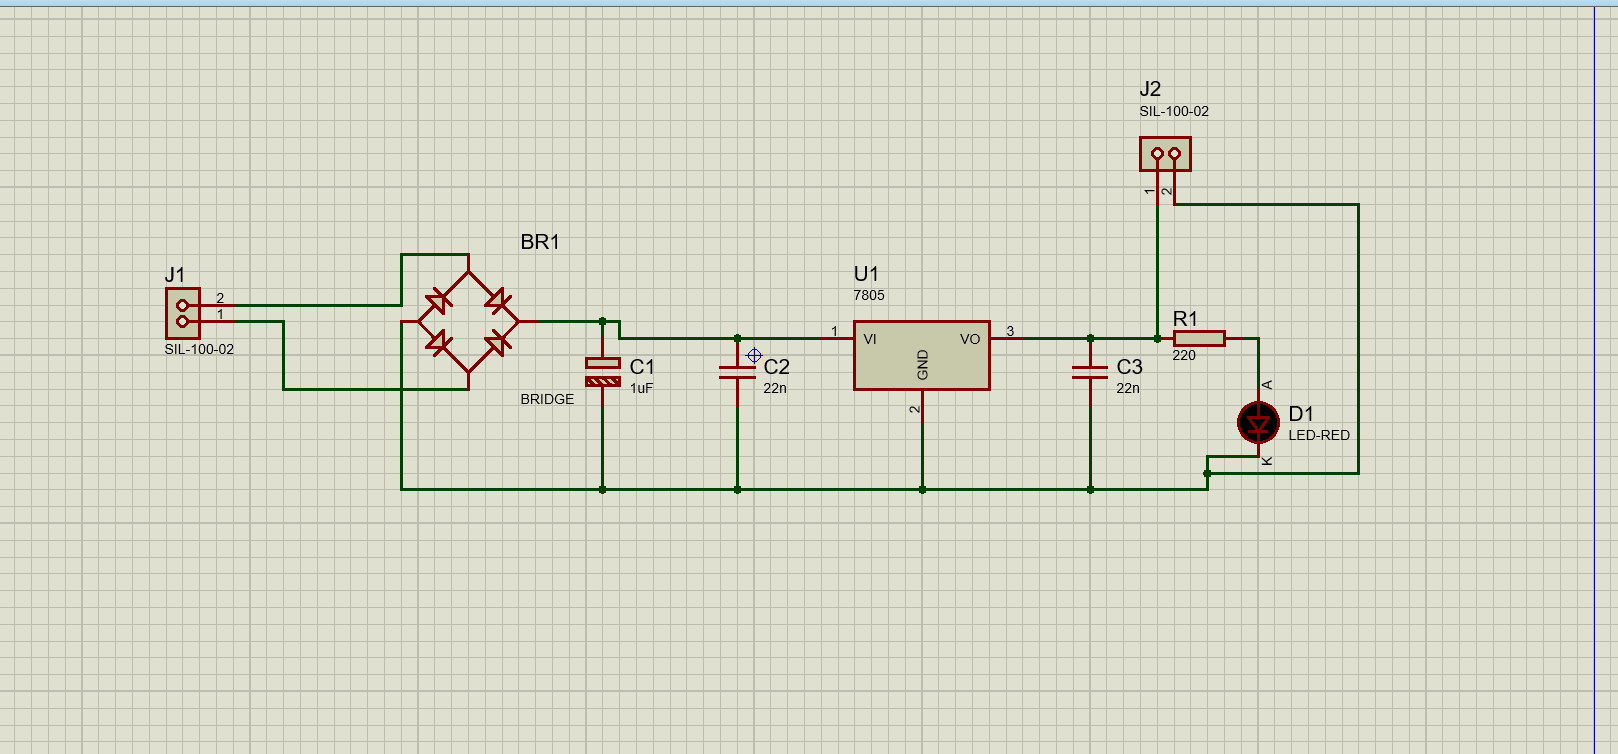 J2
SIL-100-02
1
2
BR1
J1
2
1
SIL-100-02
U1
7805
1
VI
VO
3
GND
2
R1
220
C1
1uF
BRIDGE
C2
22n
C3
22n
A
D1
LED-RED
K